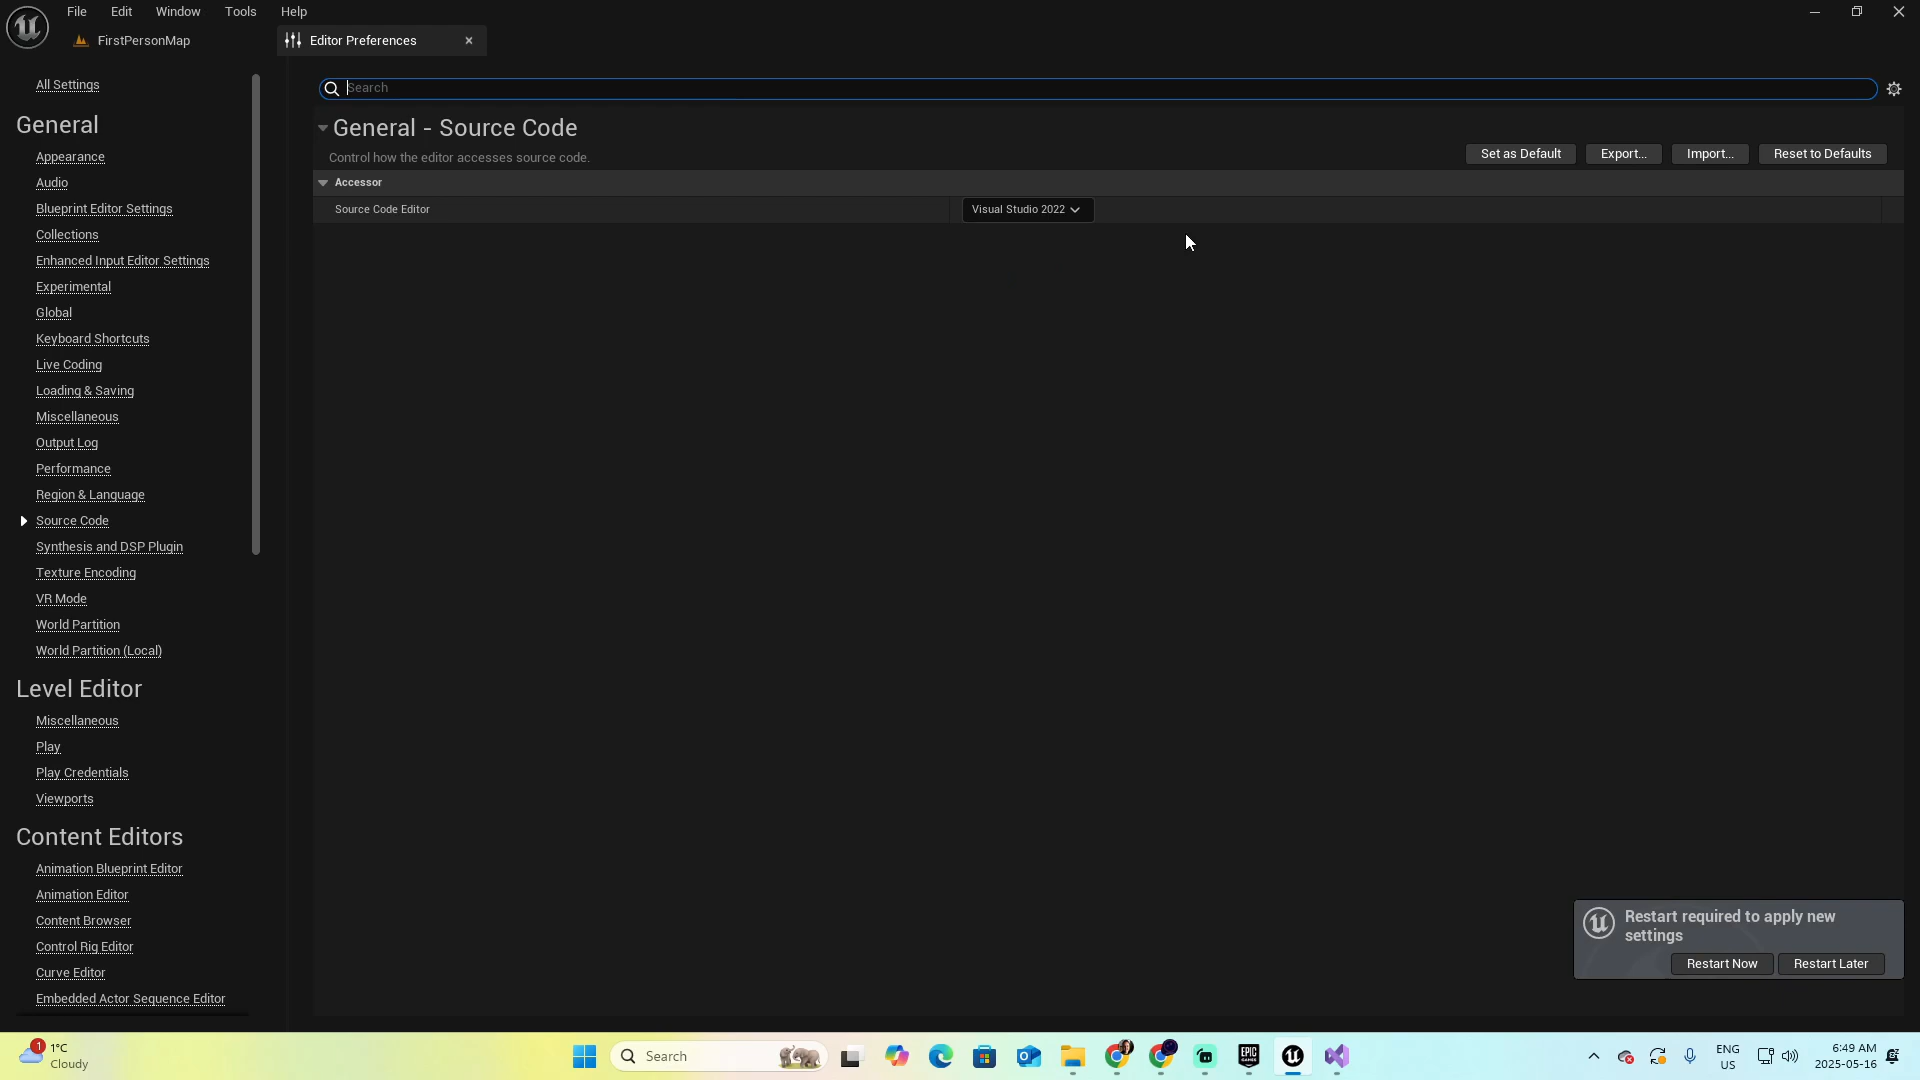 File Edit Window Tools Help
FirstPersonMap
Editor Preferences
All Settings
General
Appearance
Audio
Blueprint Editor Settings
Collections
Enhanced Input Editor Settings
Experimental
Global
Keyboard Shortcuts
Live Coding
Loading & Saving
Miscellaneous
Output Log
Performance
Region & Language
Source Code
Synthesis and DSP Plugin
Texture Encoding
VR Mode
World Partition
World Partition (Local)
Level Editor
Miscellaneous
Play
Play Credentials
Viewports
Content Editors
Animation Blueprint Editor
Animation Editor
Content Browser
Control Rig Editor
Curve Editor
Embedded Actor Sequence Editor
Search
General - Source Code
Control how the editor accesses source code.
Set as Default Export... Import... Reset to Defaults
Accessor
Source Code Editor Visual Studio 2022
Restart required to apply new
settings
Restart Now Restart Later
1
1°C
Cloudy
Search
EPIC
GAMES
ENG
US
6:49 AM
2025-05-16